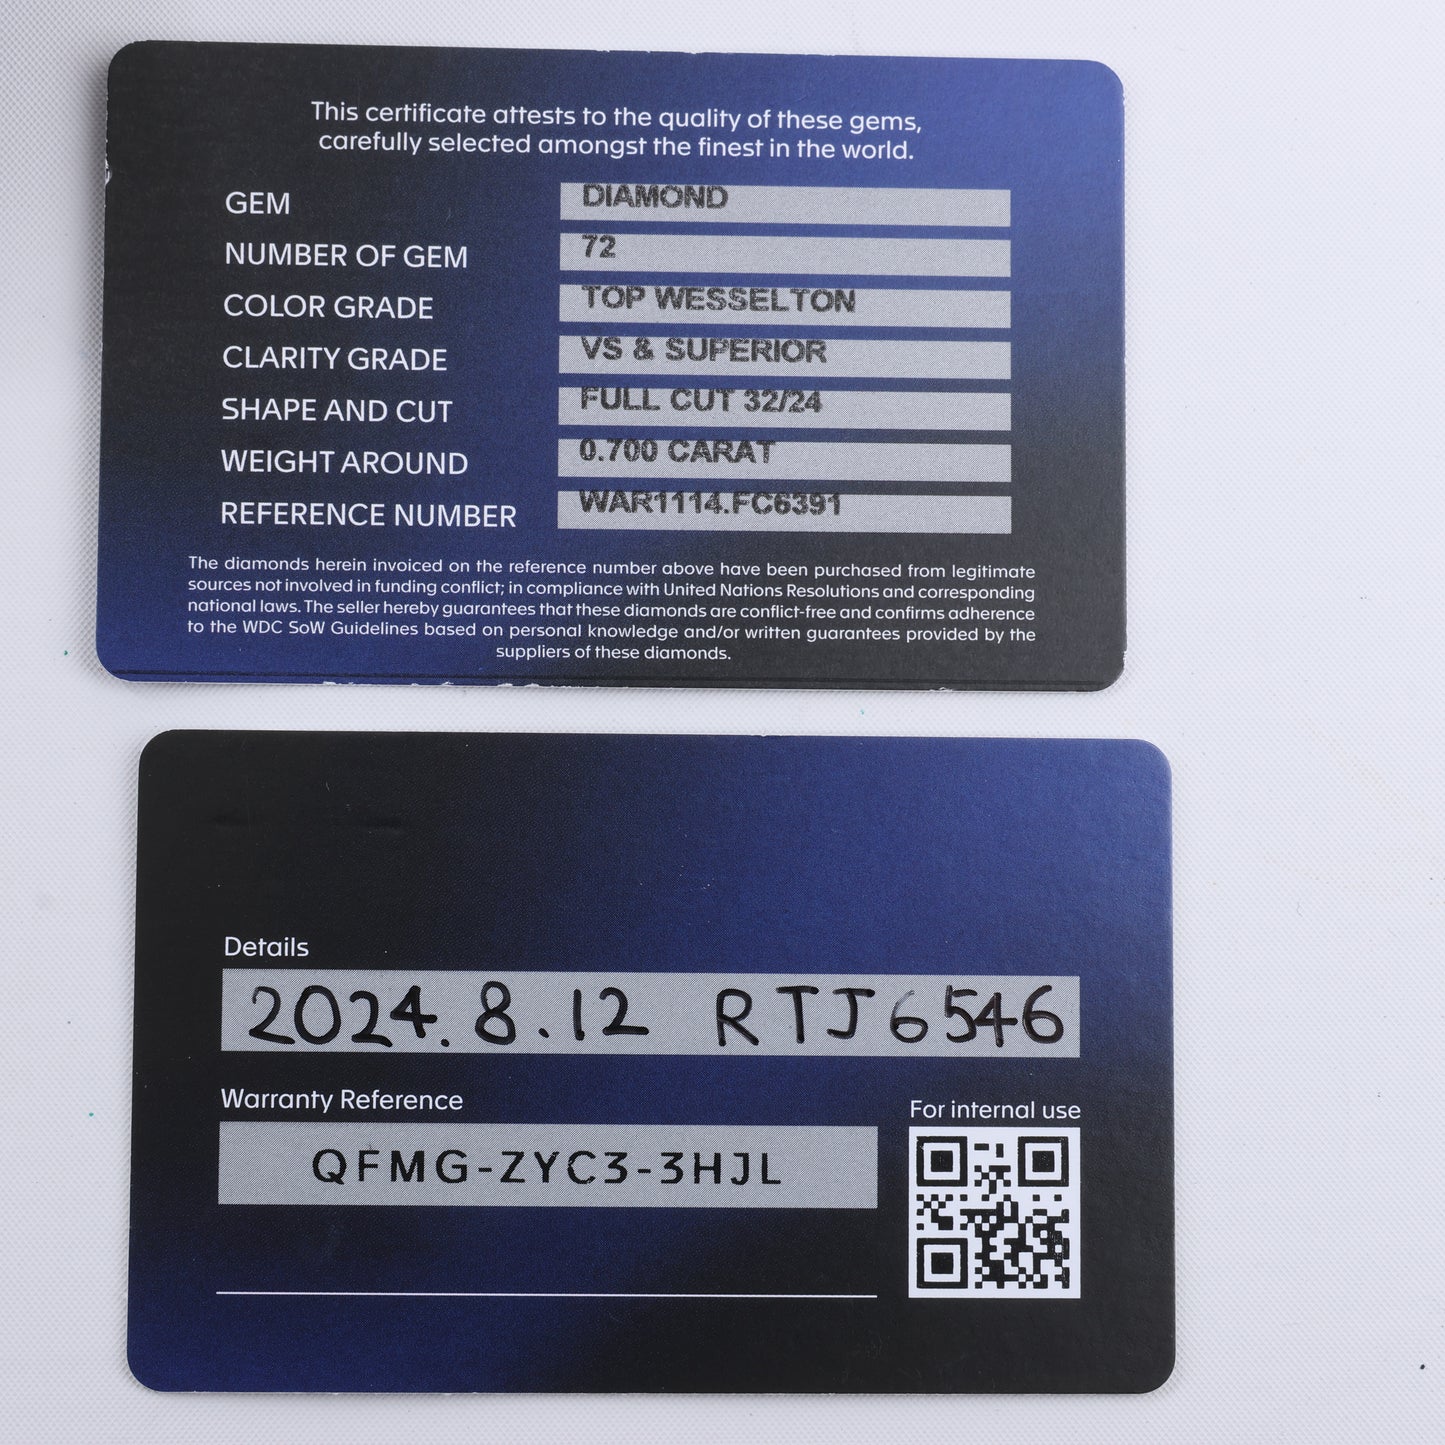 This certificate attests to the quality of these gems,
carefully selected amongst the finest in the world.
GEM DIAMOND
NUMBER OF GEM 72
COLOR GRADE TOP WESSELTON
CLARITY GRADE VS & SUPERIOR
SHAPE AND CUT FULL CUT 32/24
WEIGHT AROUND 0.700 CARAT
REFERENCE NUMBER WAR1114.FC6391
The diamonds herein invoiced on the reference number above have been purchased from legitimate
sources not involved in funding conflict; in compliance with United Nations Resolutions and corresponding
national laws. The seller hereby guarantees that these diamonds are conflict-free and confirms adherence
to the WDC SoW Guidelines based on personal knowledge and/or written guarantees provided by the
suppliers of these diamonds.
Details
2024.8.12 RTJ6546
Warranty Reference
For internal use
QFMG-ZYC3-3HJL